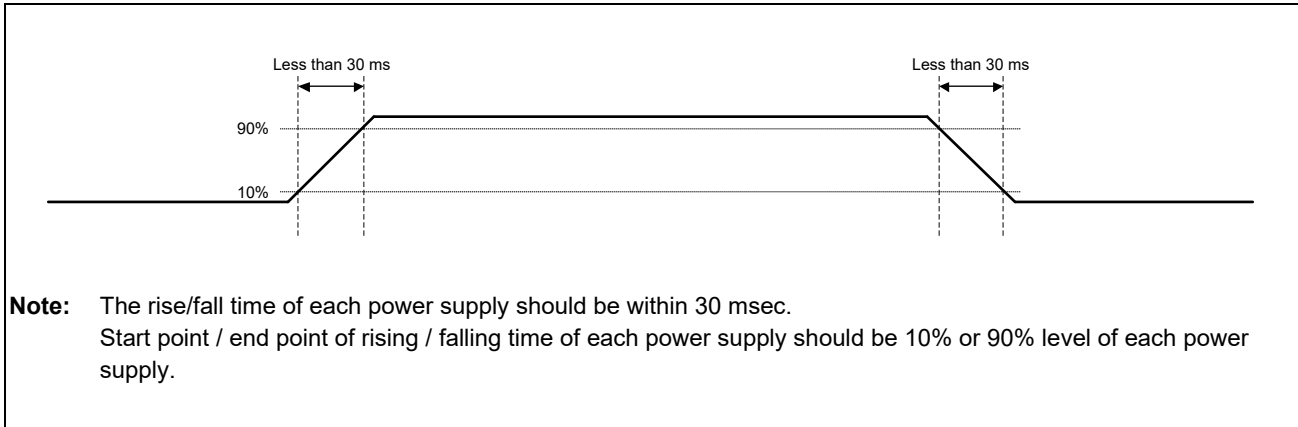 Less than 30 ms
Less than 30 ms
90%
10%
Note: The rise/fall time of each power supply should be within 30 msec.
Start point / end point of rising / falling time of each power supply should be 10% or 90% level of each power
supply.